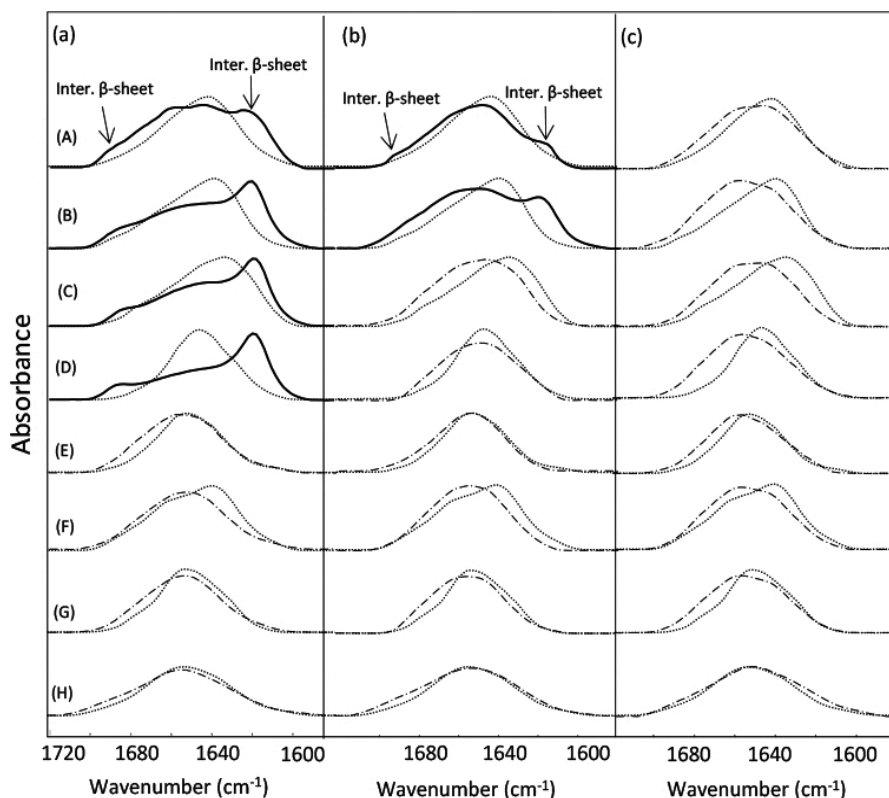 (a)
(b)
(c)
Inter. β-sheet
Inter. β-sheet
Inter. β-sheet
Inter. β-sheet
(A)
(B)
(C)
(D)
(E)
(F)
(G)
(H)
Absorbance
1720 1680 1640 1600 1680 1640 1600 1680 1640 1600
Wavenumber (cm⁻¹) Wavenumber (cm⁻¹) Wavenumber (cm⁻¹)